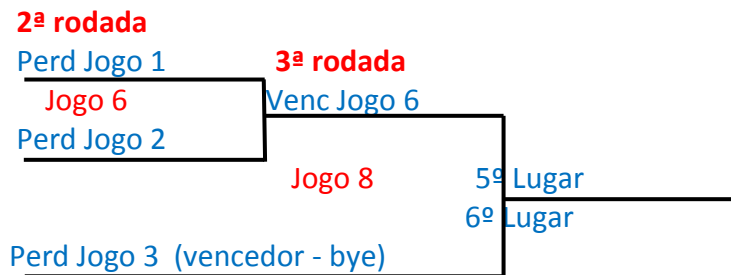 2ª rodada
Perd Jogo 1
3ª rodada
Jogo 6
Venc Jogo 6
Perd Jogo 2
Jogo 8
5º Lugar
6º Lugar
Perd Jogo 3 (vencedor - bye)